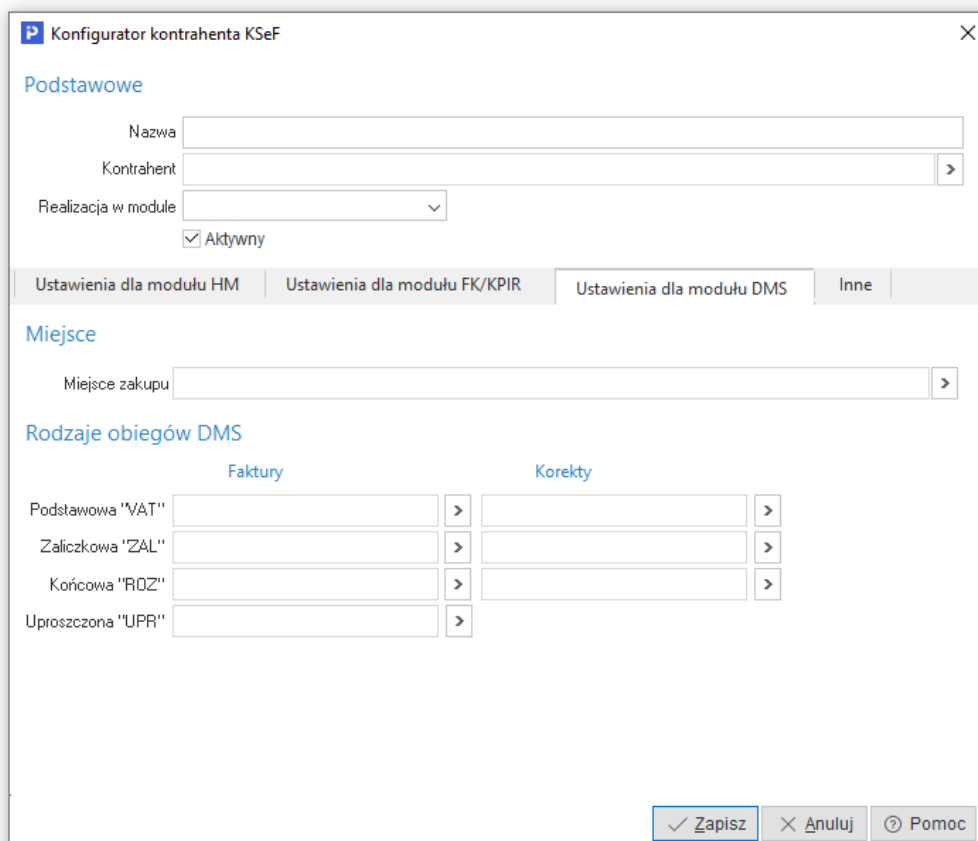 Konfigurator kontrahenta KSeF
Podstawowe
Nazwa
Kontrahent
Realizacja w module
Aktywny
Ustawienia dla modułu HM Ustawienia dla modułu FK/KPIR Ustawienia dla modułu DMS Inne
Miejsce
Miejsce zakupu
Rodzaje obiegów DMS
Faktury Korekty
Podstawowa "VAT"
Zaliczkowa "ZAL"
Końcowa "ROZ"
Uproszczona "UPR"
Zapisz Anuluj Pomoc